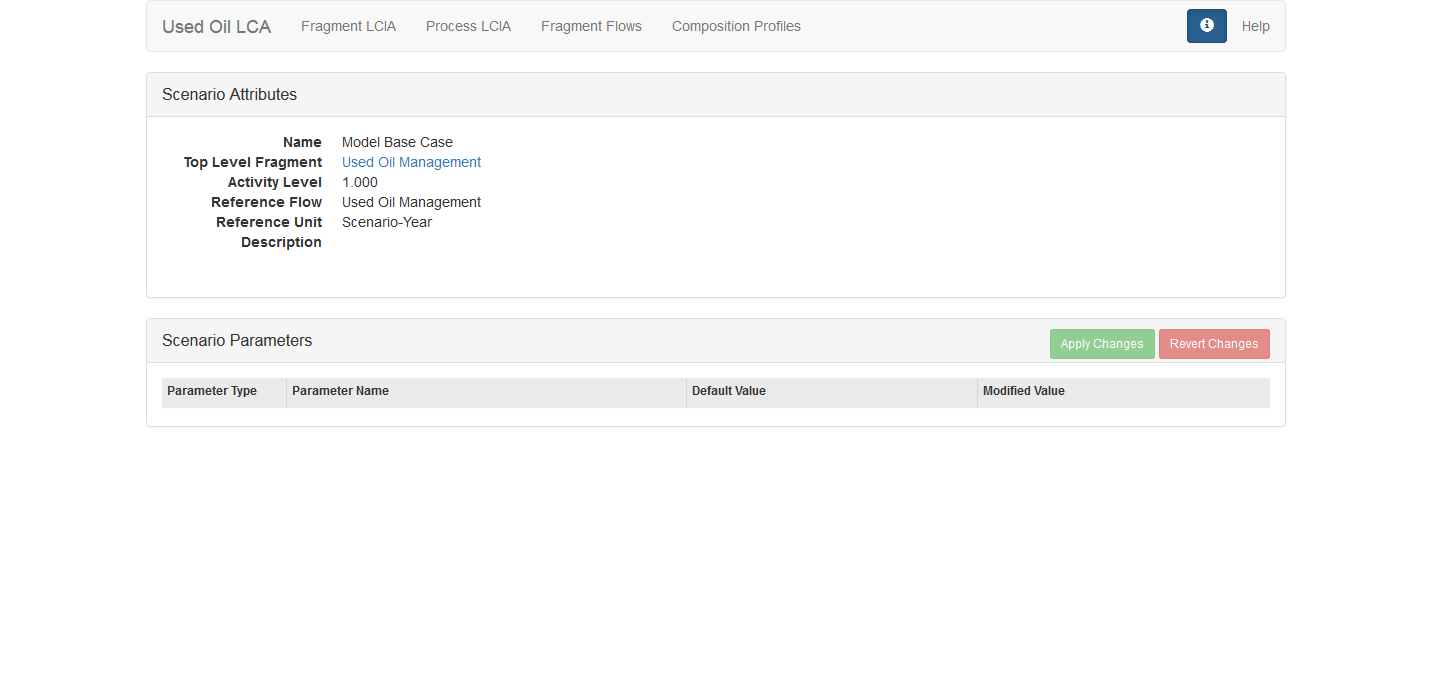 Used Oil LCA Fragment LCIA Process LCIA Fragment Flows Composition Profiles Help
Scenario Attributes
Name Model Base Case
Top Level Fragment Used Oil Management
Activity Level 1.000
Reference Flow Used Oil Management
Reference Unit Scenario-Year
Description
Scenario Parameters Apply Changes Revert Changes
Parameter Type Parameter Name Default Value Modified Value